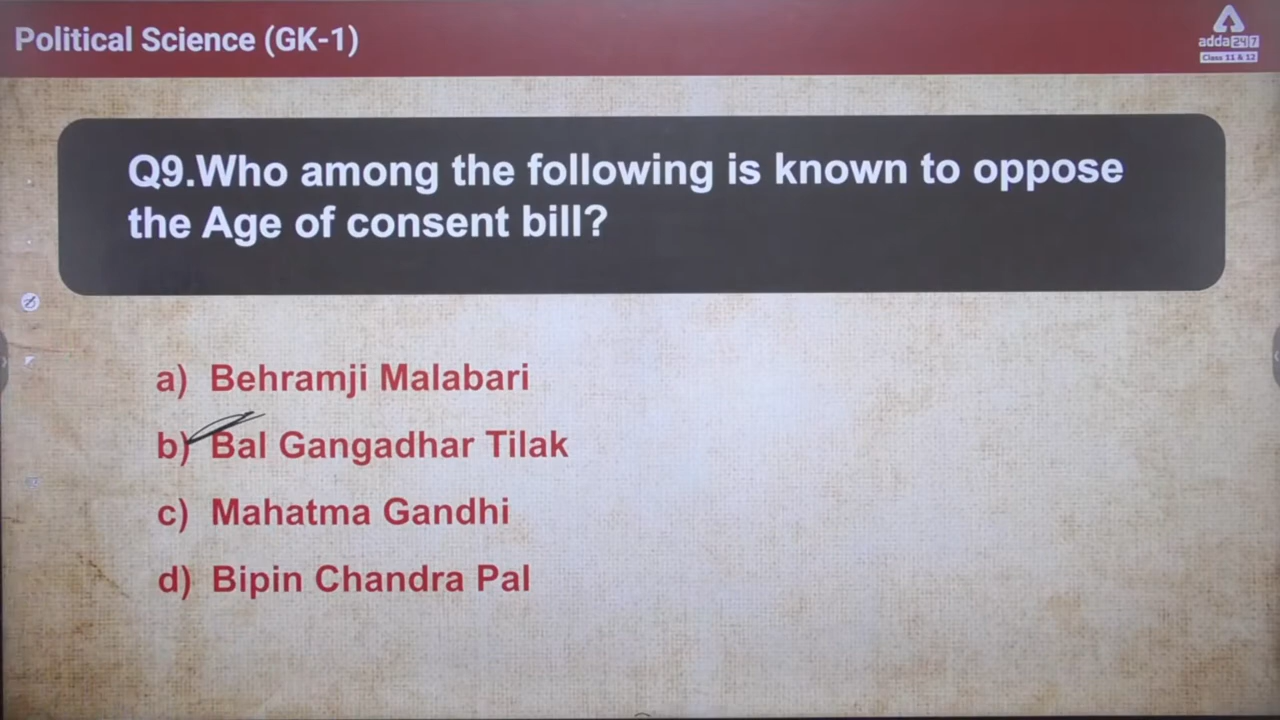 Political Science (GK-1)
adda247
Class 11 & 12
Q9.Who among the following is known to oppose
the Age of consent bill?
a) Behramji Malabari
b) Bal Gangadhar Tilak
c) Mahatma Gandhi
d) Bipin Chandra Pal